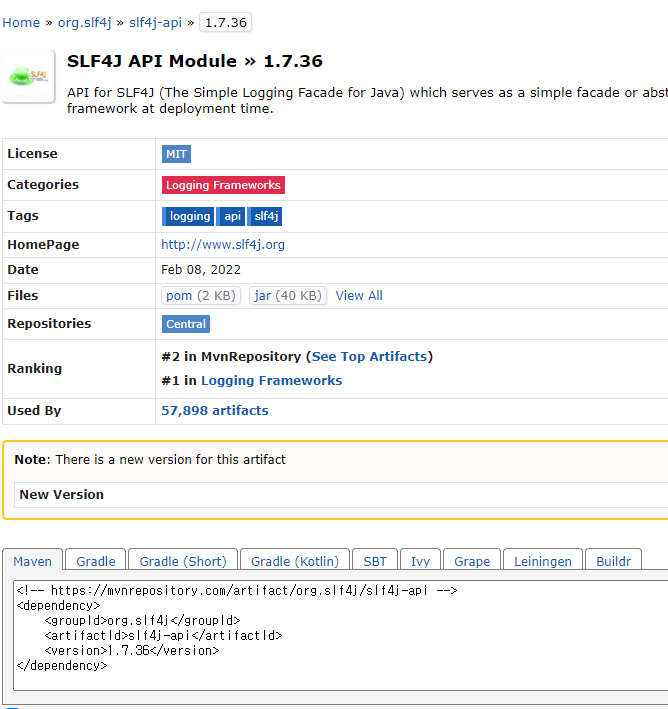 Home » org.slf4j » slf4j-api » 1.7.36
SLF4J API Module » 1.7.36
API for SLF4J (The Simple Logging Facade for Java) which serves as a simple facade or abst
framework at deployment time.
License MIT
Categories Logging Frameworks
Tags logging api slf4j
HomePage http://www.slf4j.org
Date Feb 08, 2022
Files pom (2 KB) jar (40 KB) View All
Repositories Central
Ranking #2 in MvnRepository (See Top Artifacts)
#1 in Logging Frameworks
Used By 57,898 artifacts
Note: There is a new version for this artifact
New Version
Maven Gradle Gradle (Short) Gradle (Kotlin) SBT Ivy Grape Leiningen Buildr
<!-- https://mvnrepository.com/artifact/org.slf4j/slf4j-api -->
<dependency>
    <groupId>org.slf4j</groupId>
    <artifactId>slf4j-api</artifactId>
    <version>1.7.36</version>
</dependency>